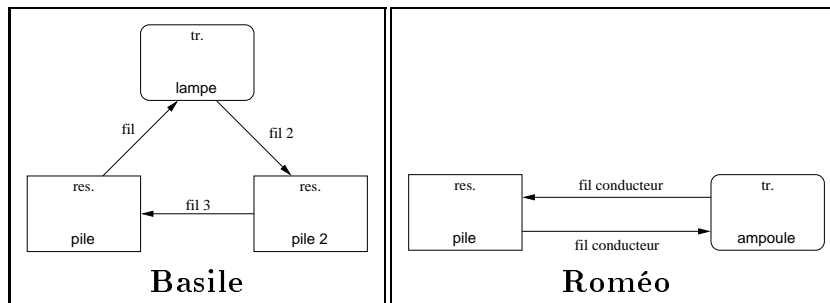 tr.
lampe
fil
fil 2
res.
pile
fil 3
res.
pile 2
Basile
res.
pile
fil conducteur
fil conducteur
tr.
ampoule
Roméo